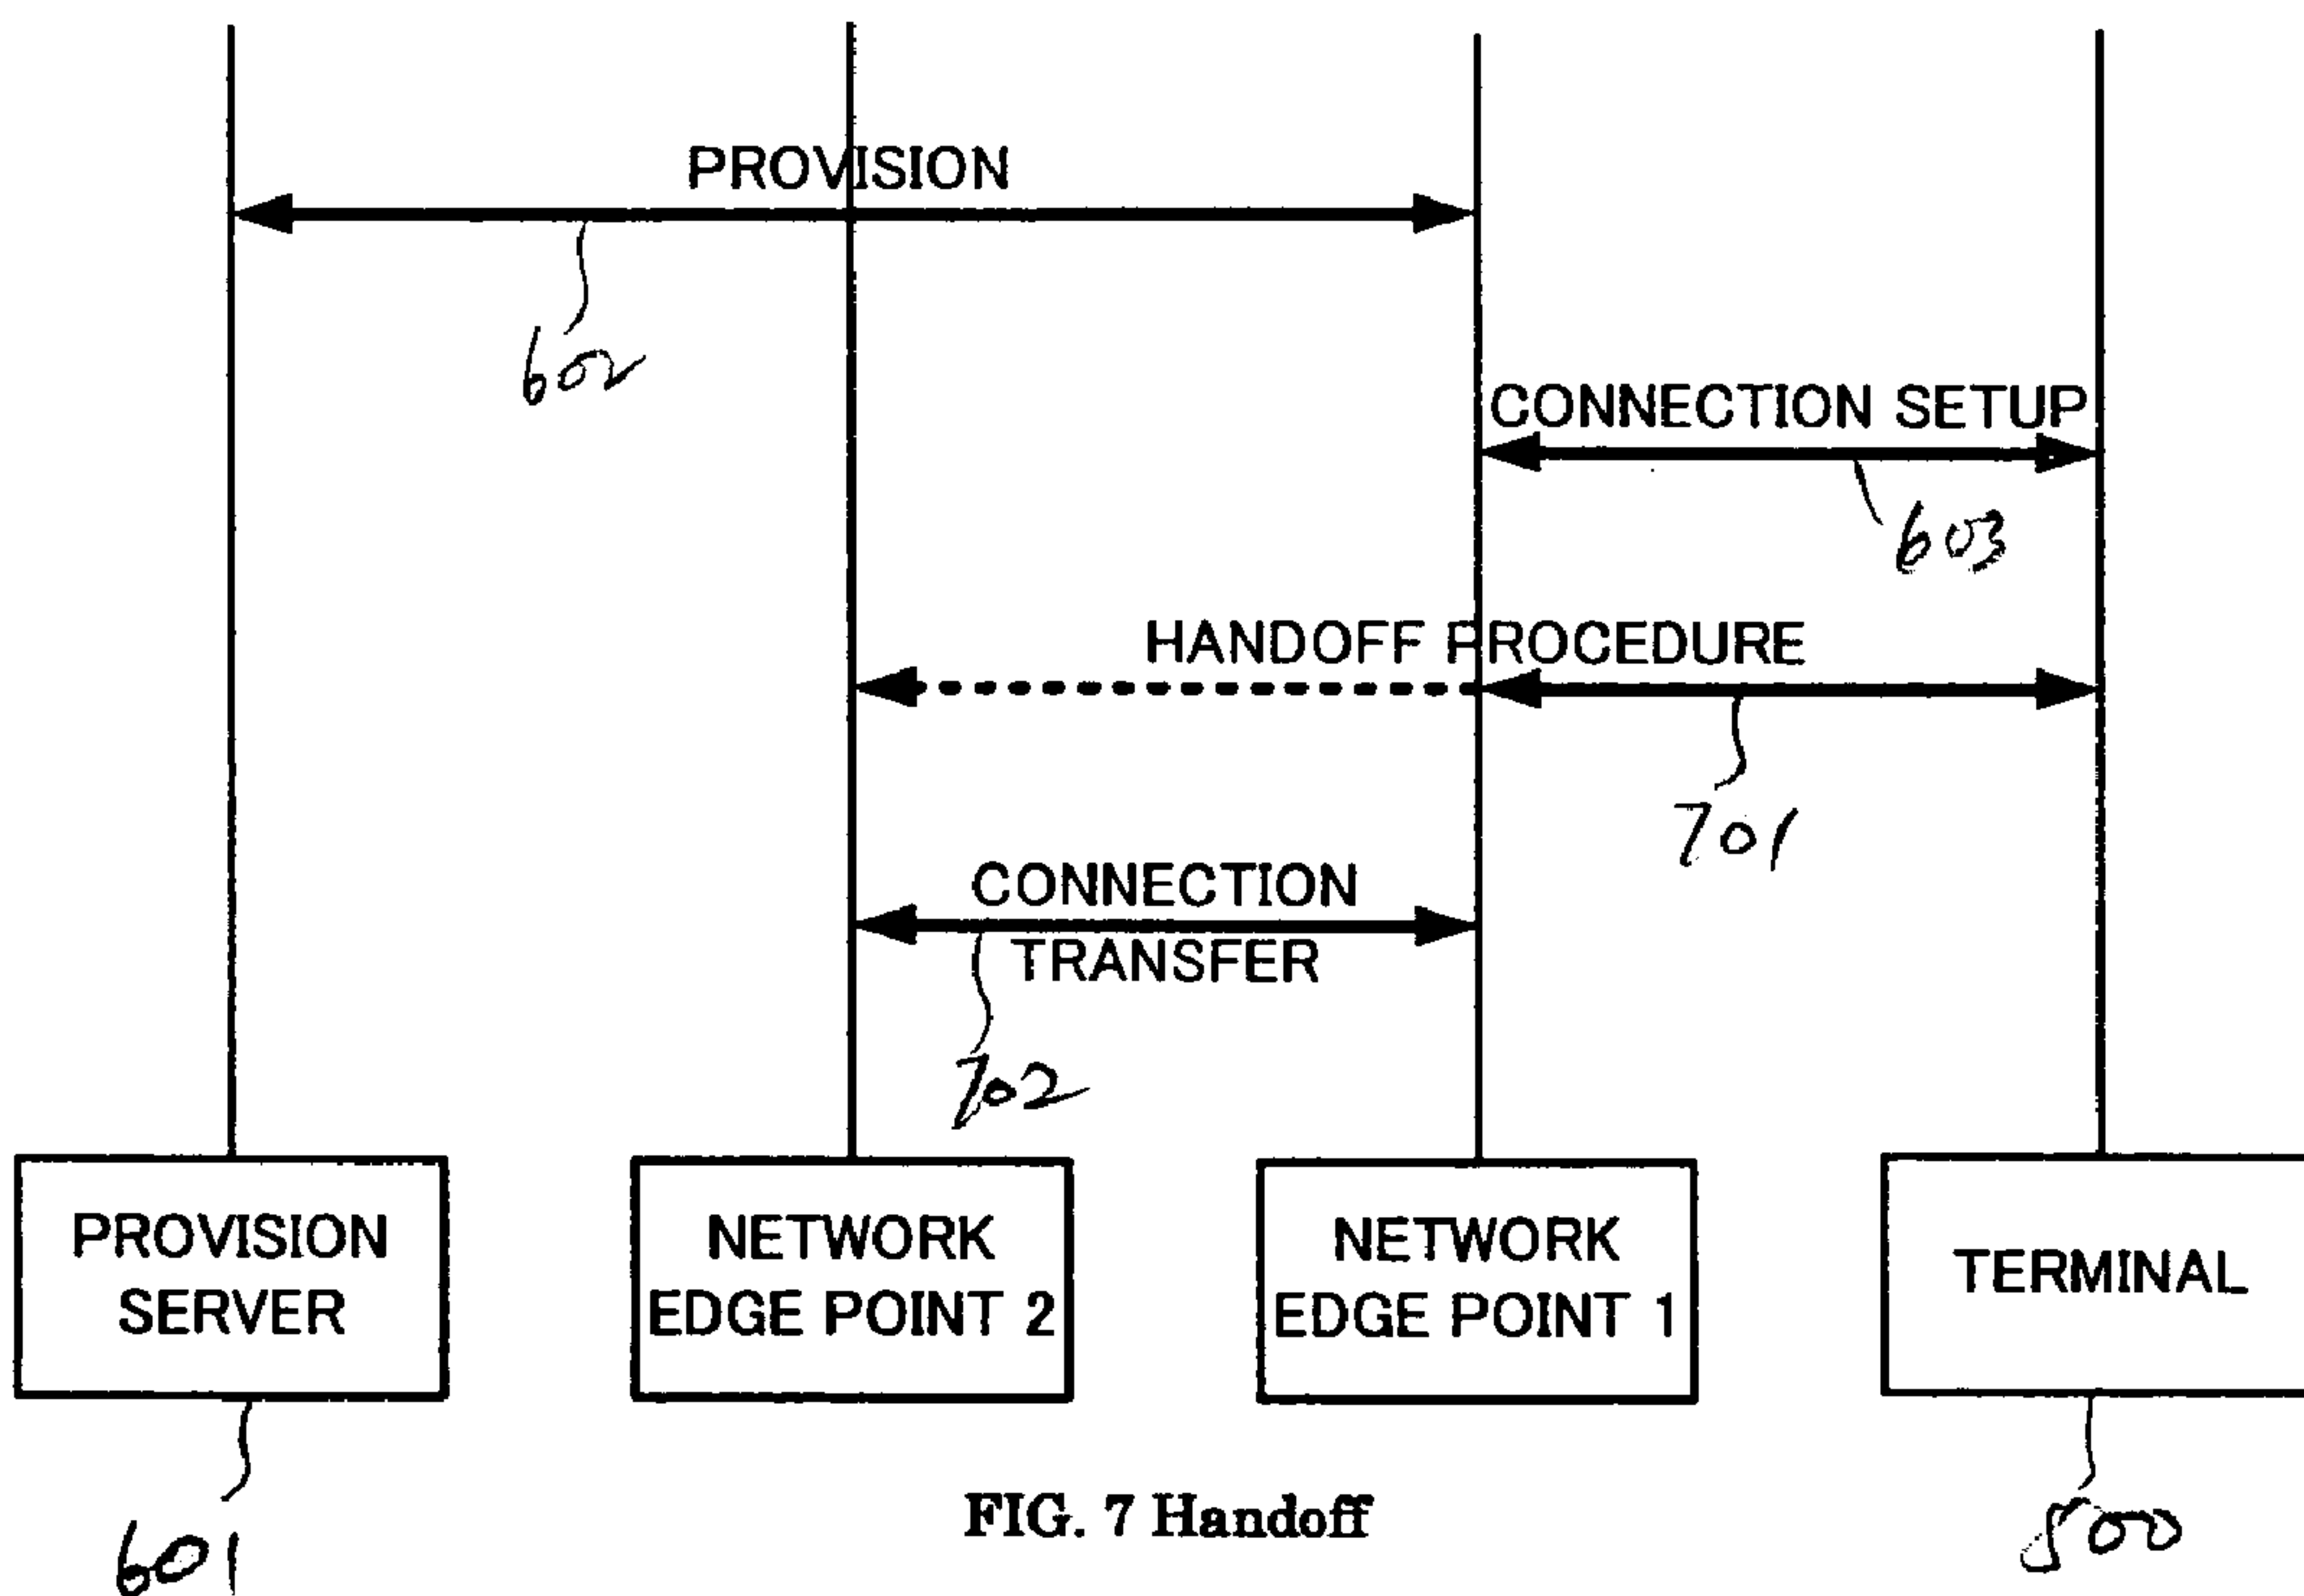 PROVISION
602
CONNECTION SETUP
603
HANDOFF PROCEDURE
701
CONNECTION
TRANSFER
702
PROVISION
SERVER
NETWORK
EDGE POINT 2
NETWORK
EDGE POINT 1
TERMINAL
FIG. 7 Handoff
601
500